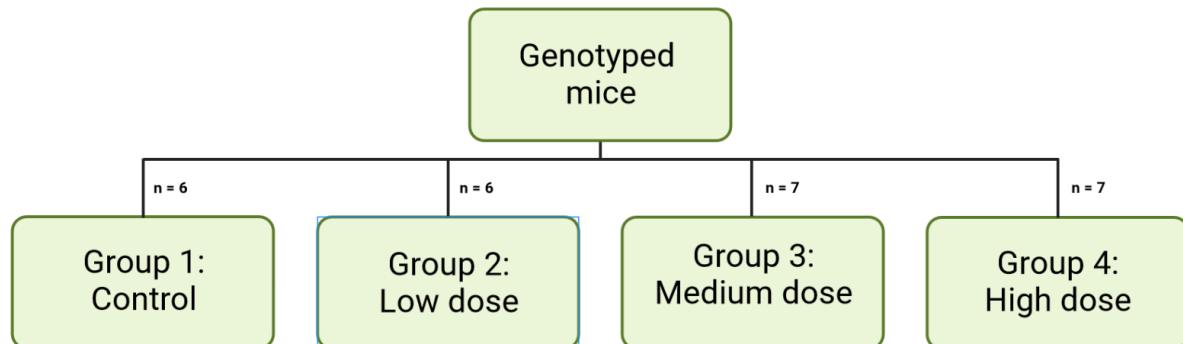 Genotyped
mice
n = 6
n = 6
n = 7
n = 7
Group 1:
Control
Group 2:
Low dose
Group 3:
Medium dose
Group 4:
High dose